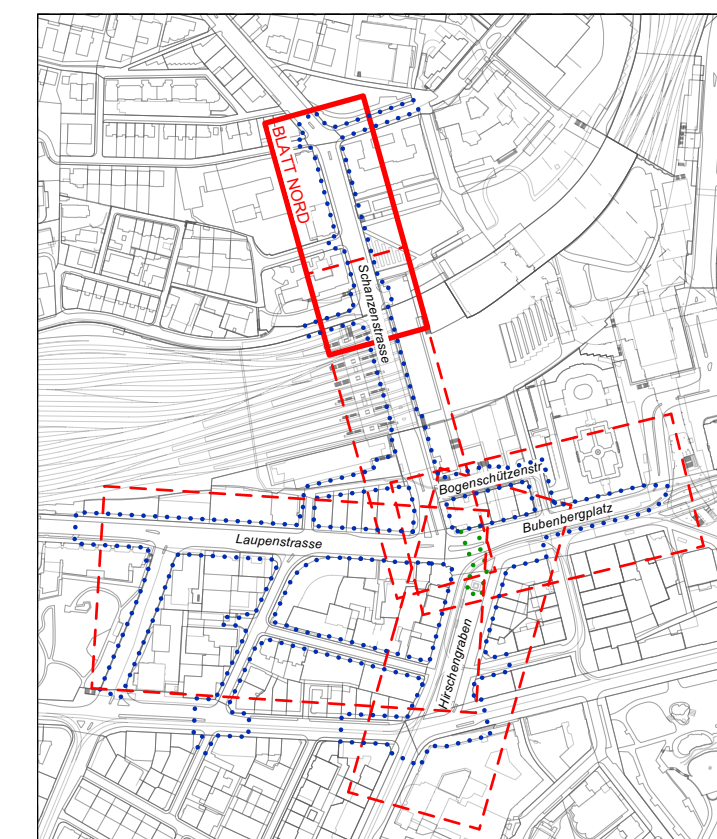 BLATT NORD
Schanzenstrasse
Bogenschützenstr
Bubenbergplatz
Laupenstrasse
Hirschengraben